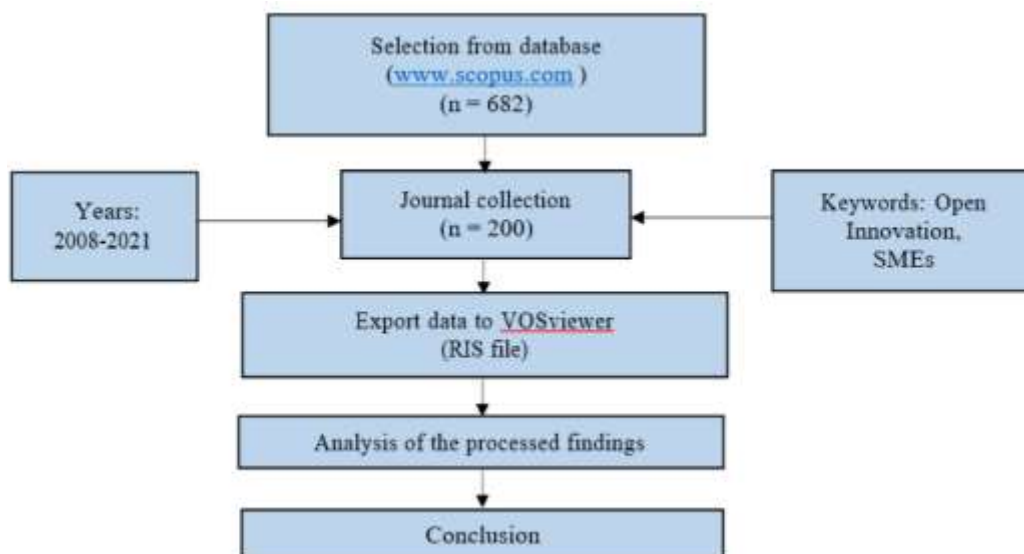 Selection from database
(www.scopus.com )
(n = 682)
Years:
2008-2021
Journal collection
(n = 200)
Keywords: Open
Innovation,
SMEs
Export data to VOSviewer
(RIS file)
Analysis of the processed findings
Conclusion